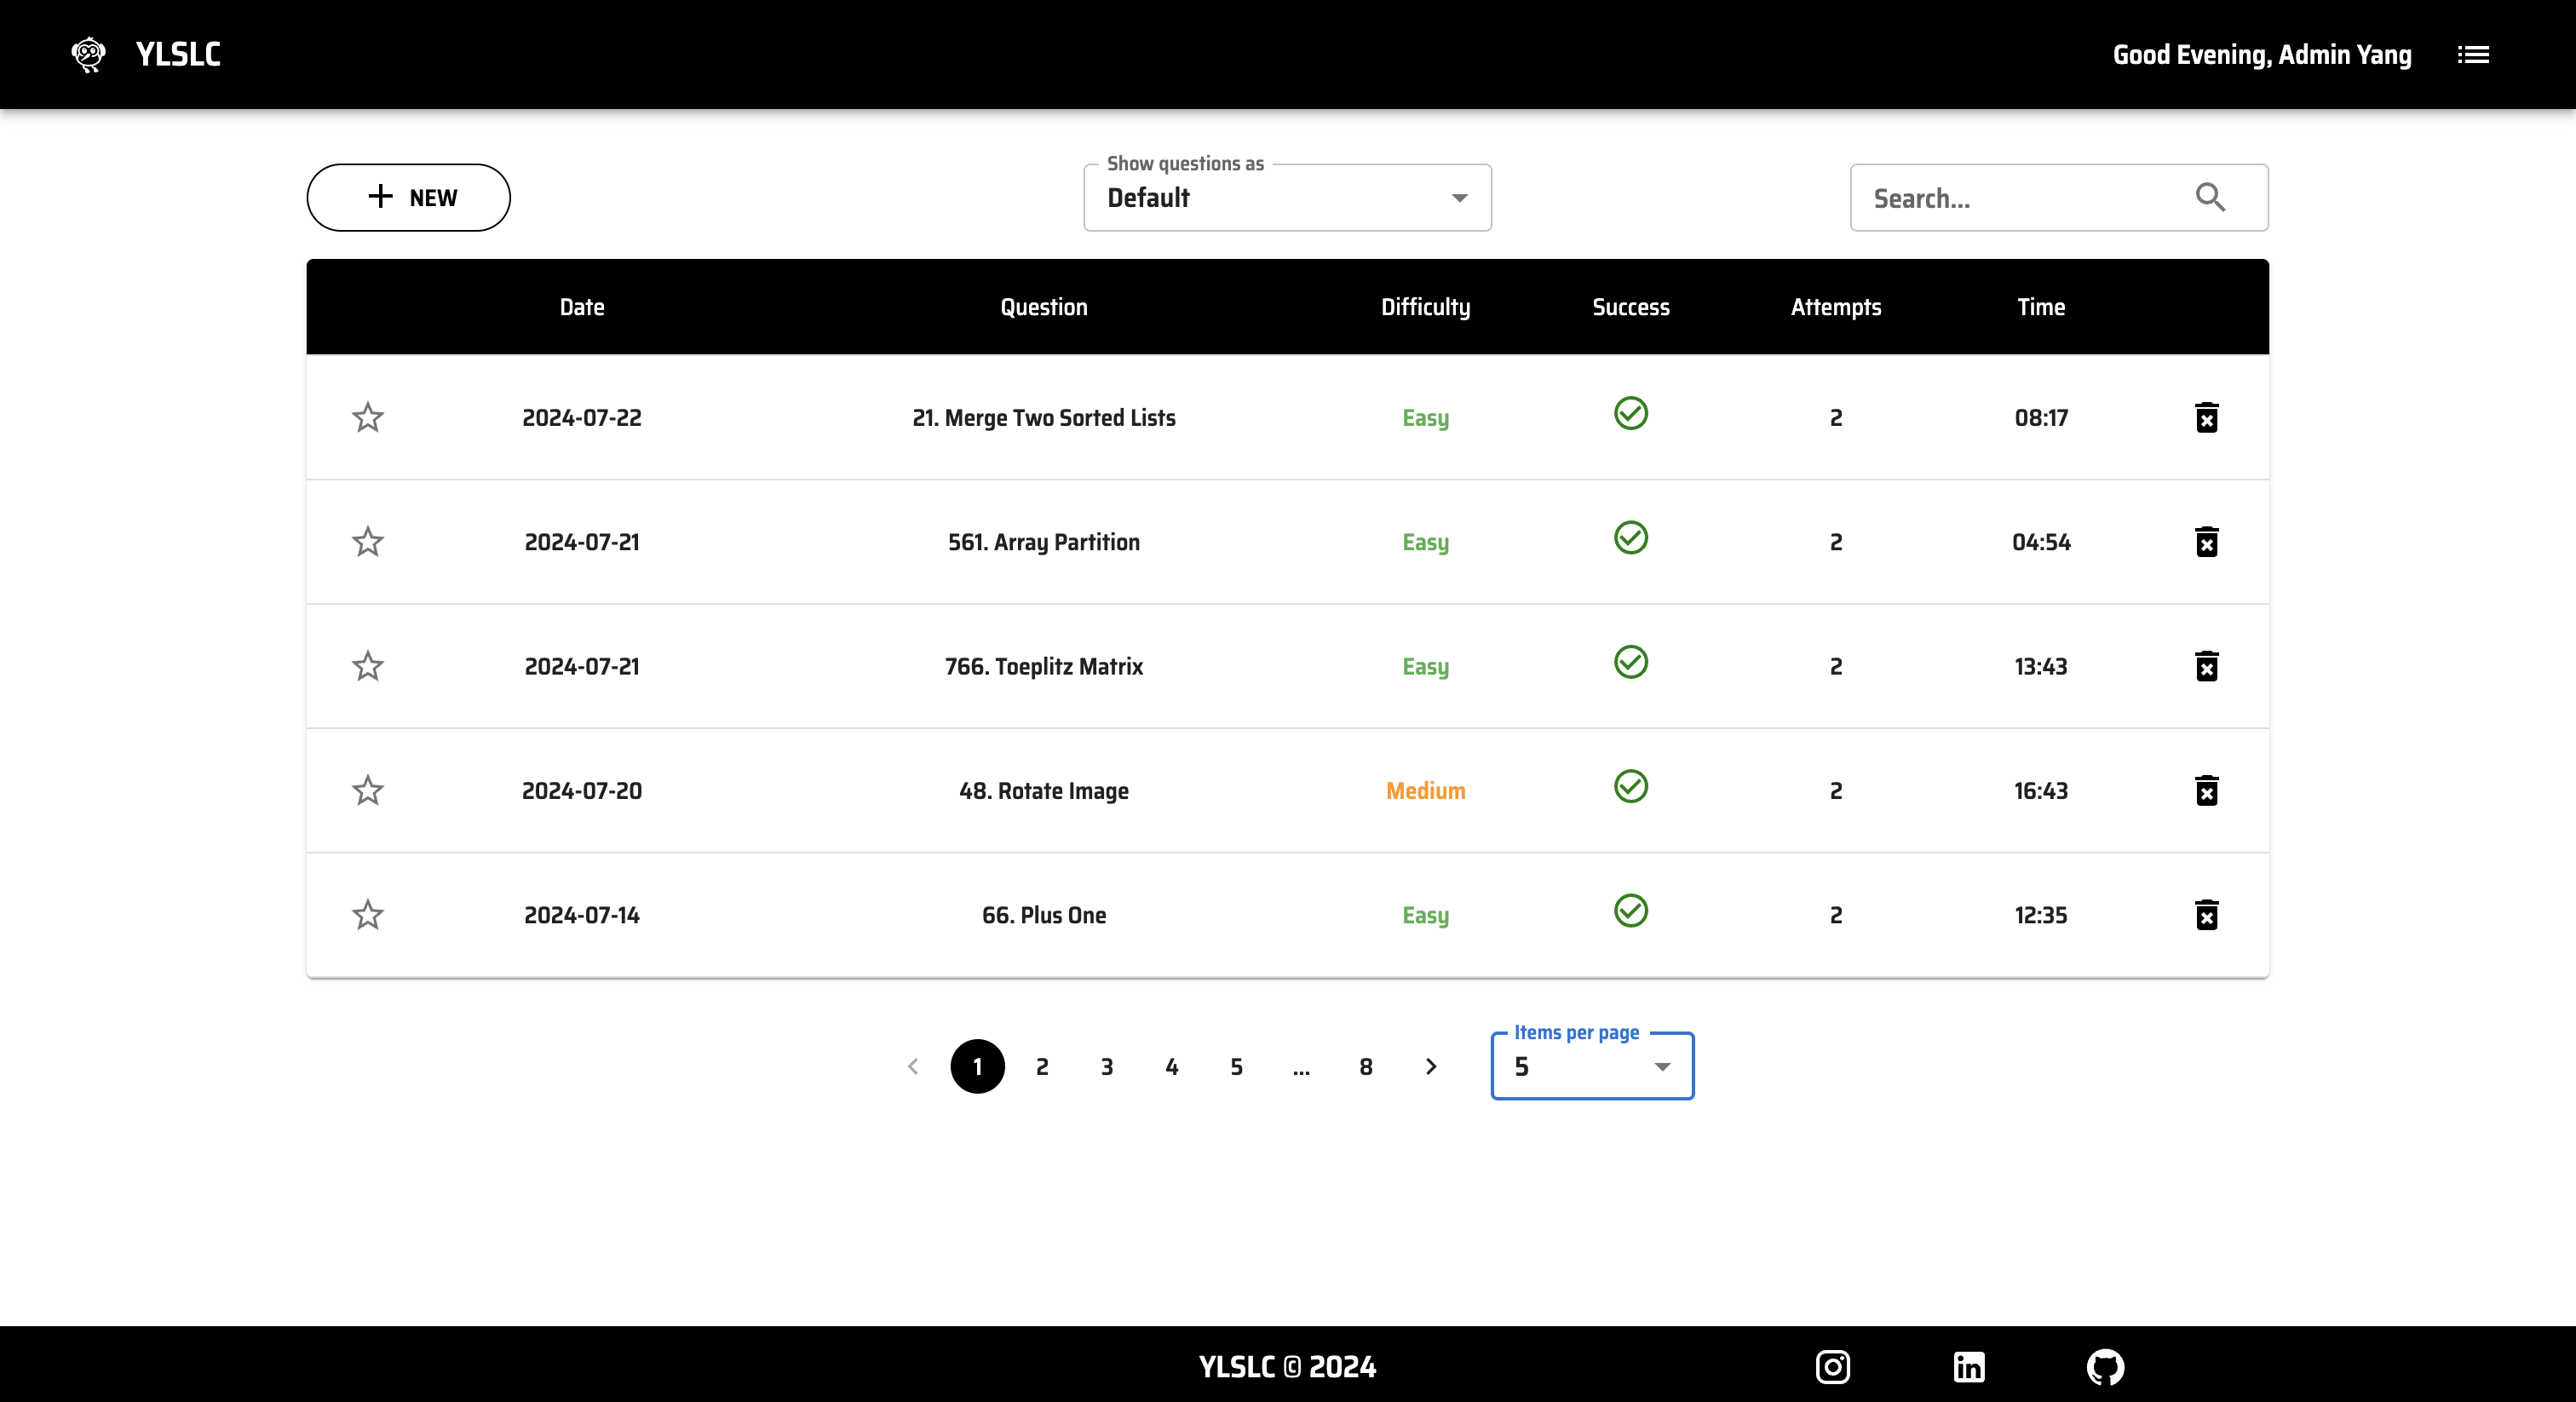 YLSLC
Good Evening, Admin Yang
+ NEW
Show questions as
Default
Search...
Date Question Difficulty Success Attempts Time
2024-07-22 21. Merge Two Sorted Lists Easy 2 08:17
2024-07-21 561. Array Partition Easy 2 04:54
2024-07-21 766. Toeplitz Matrix Easy 2 13:43
2024-07-20 48. Rotate Image Medium 2 16:43
2024-07-14 66. Plus One Easy 2 12:35
Items per page
1 2 3 4 5 ... 8 5
YLSLC © 2024